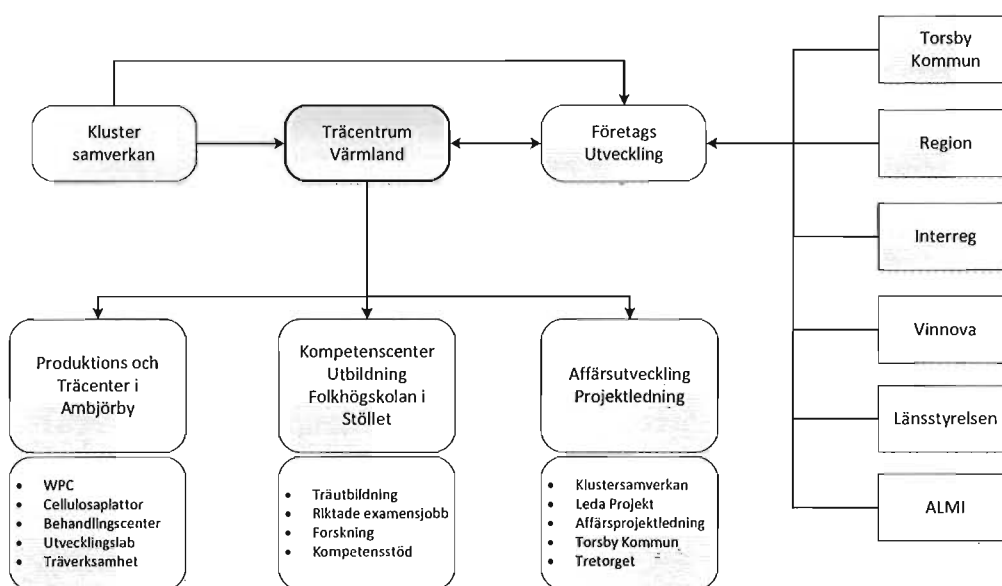 Kluster
samverkan
Träcentrum
Värmland
Företags
Utveckling
Torsby
Kommun
Region
Interreg
Vinnova
Länsstyrelsen
ALMI
Produktions och
Träcenter i
Ambjörby
Kompetenscenter
Utbildning
Folkhögskolan i
Stöllet
Affärsutveckling
Projektledning
• WPC
• Cellulosaplattor
• Behandlingscenter
• Utvecklingslab
• Träverksamhet
• Träutbildning
• Riktade examensjobb
• Forskning
• Kompetensstöd
• Klustersamverkan
• Leda Projekt
• Affärsprojektledning
• Torsby Kommun
• Tretorget